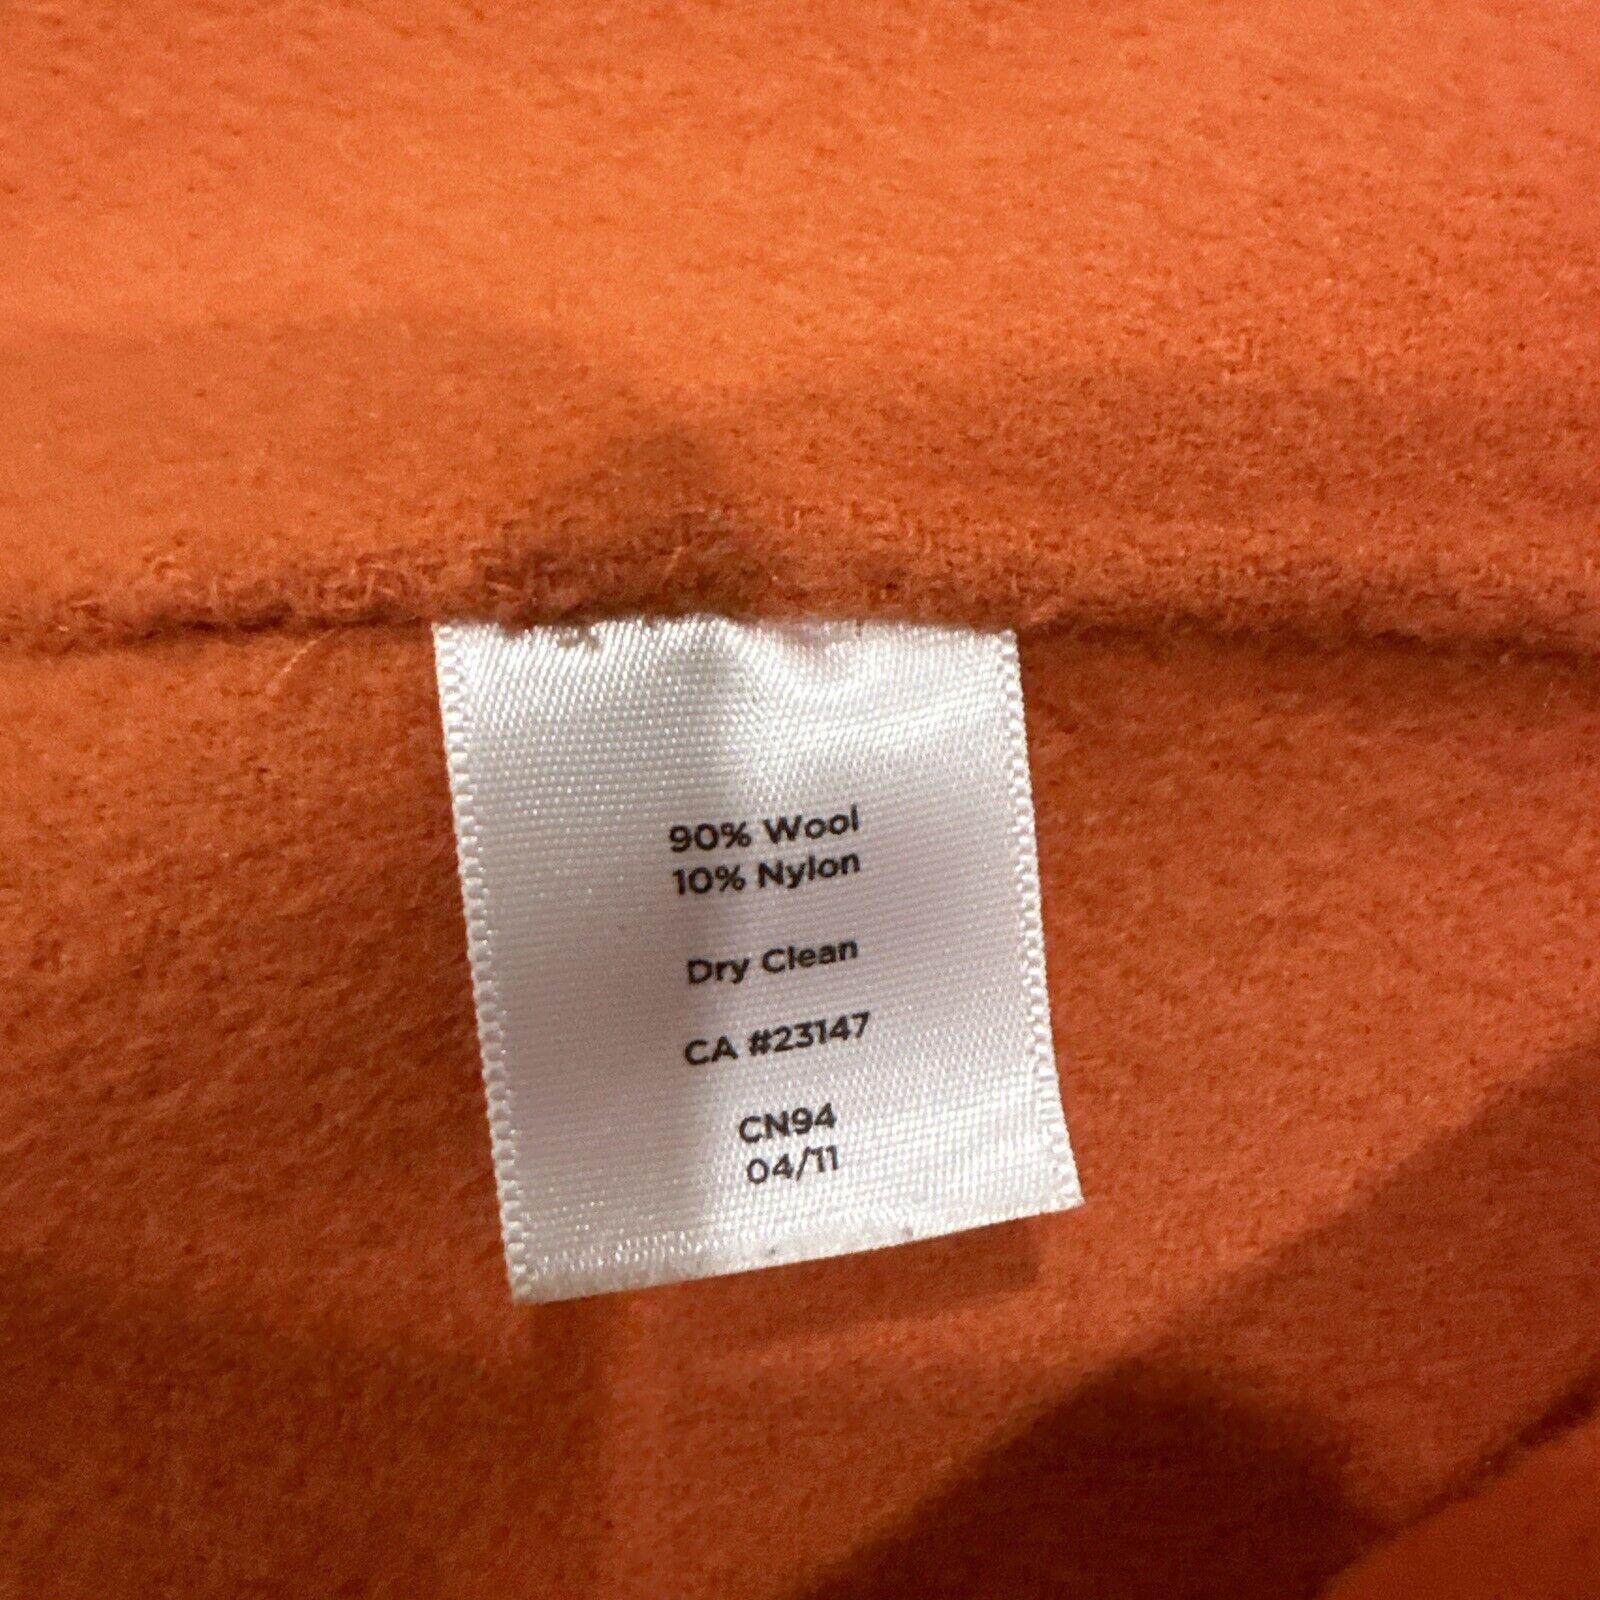 90% Wool
10% Nylon
Dry Clean
CA #23147
CN94
04/11